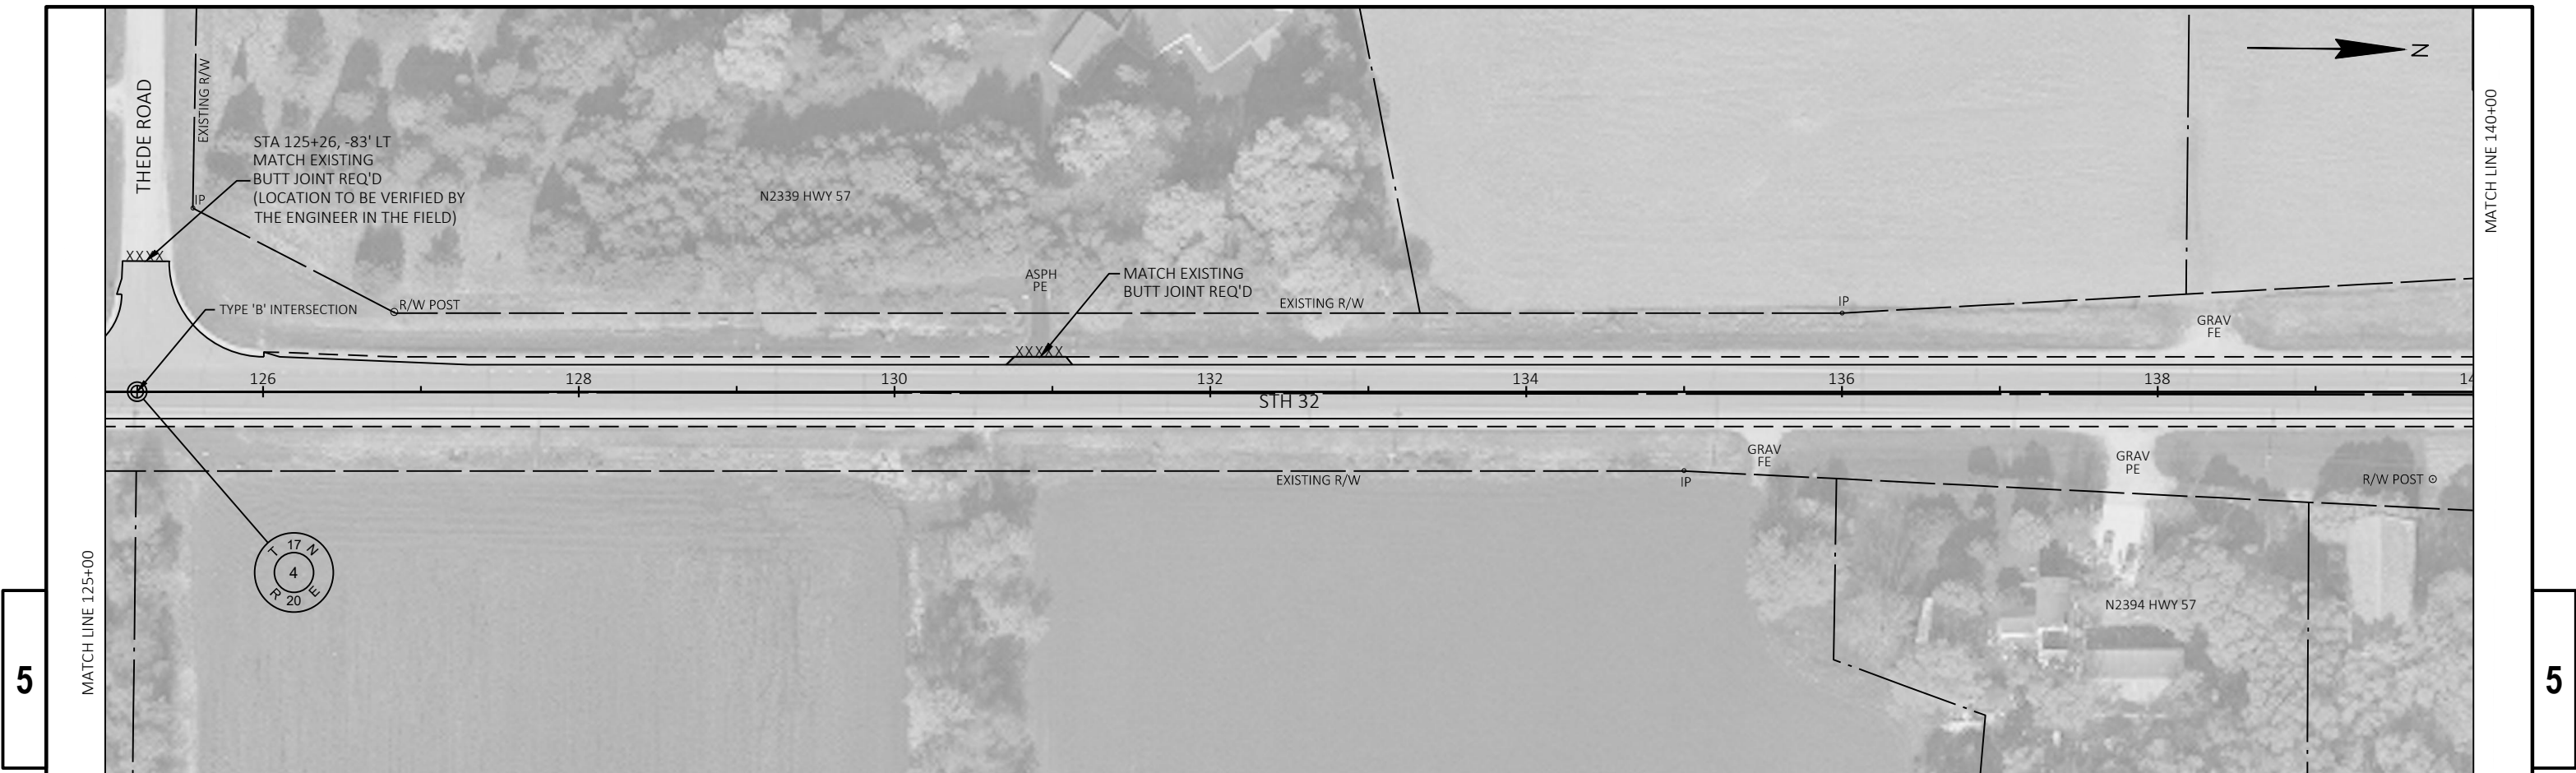 THEDE ROAD
EXISTING R/W
STA 125+26, -83' LT
MATCH EXISTING
BUTT JOINT REQ'D
(LOCATION TO BE VERIFIED BY
THE ENGINEER IN THE FIELD)
IP
N2339 HWY 57
N
MATCH LINE 140+00
XXXX
TYPE 'B' INTERSECTION
R/W POST
ASPH
PE
MATCH EXISTING
BUTT JOINT REQ'D
EXISTING R/W
IP
GRAV
FE
XXXXX
126
128
130
132
134
136
138
14
STH 32
GRAV
FE
GRAV
PE
R/W POST
EXISTING R/W
IP
T 17 N
4
R 20 E
MATCH LINE 125+00
N2394 HWY 57
5
5